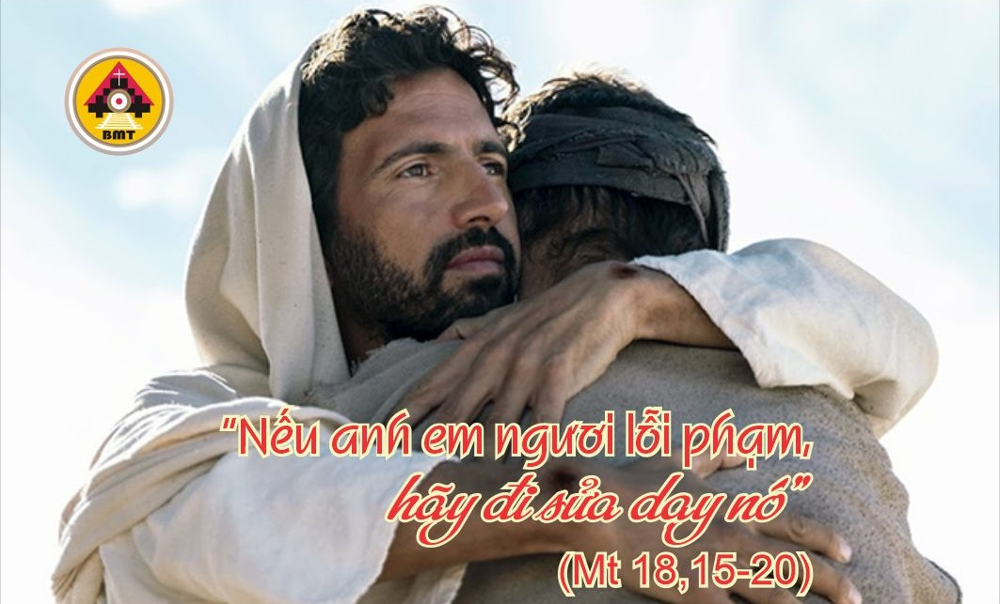 BMT
"Nếu anh em ngươi lỗi phạm,
hãy đi sửa dạy nó"
(Mt 18,15-20)